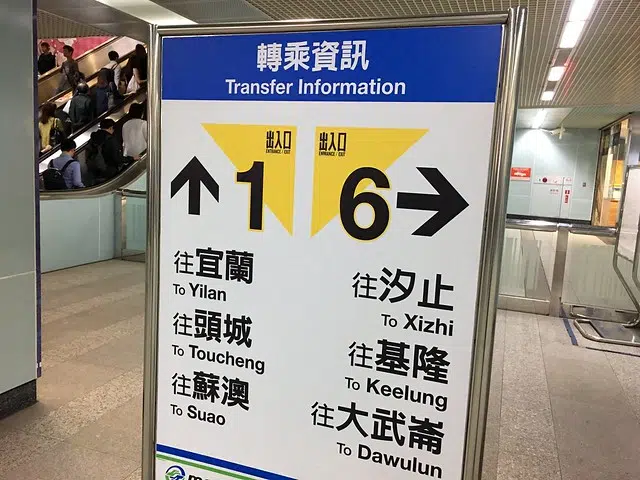 轉乘資訊
Transfer Information
出入口
ENTRANCE / EXIT
1
出入口
ENTRANCE / EXIT
6
往宜蘭
To Yilan
往頭城
To Toucheng
往蘇澳
To Suao
往汐止
To Xizhi
往基隆
To Keelung
往大武崙
To Dawulun